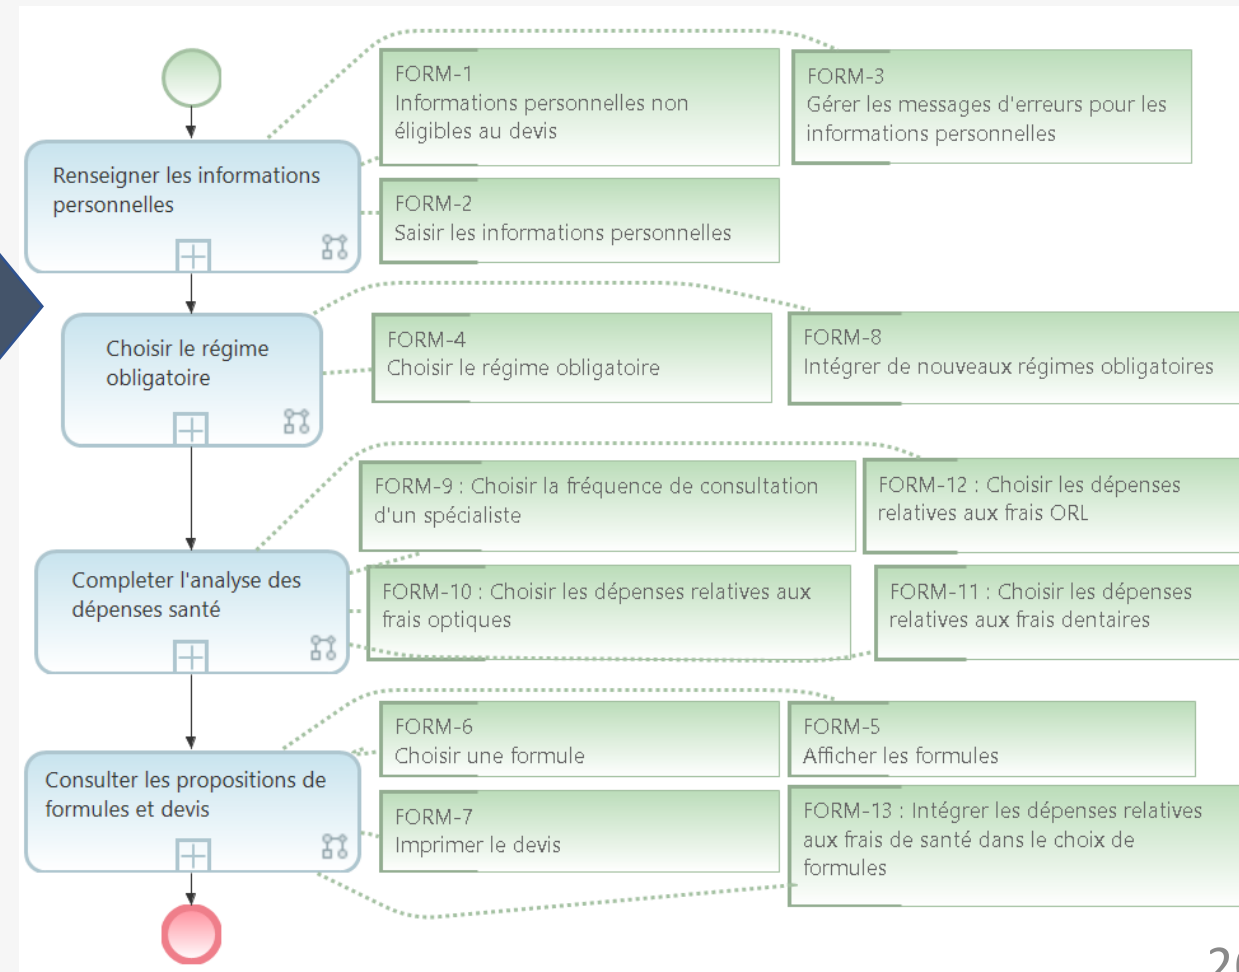 FORM-1
Informations personnelles non
éligibles au devis
FORM-3
Gérer les messages d'erreurs pour les
informations personnelles
Renseigner les informations
personnelles
FORM-2
Saisir les informations personnelles
Choisir le régime
obligatoire
FORM-4
Choisir le régime obligatoire
FORM-8
Intégrer de nouveaux régimes obligatoires
FORM-9 : Choisir la fréquence de consultation
d'un spécialiste
FORM-12 : Choisir les dépenses
relatives aux frais ORL
Completer l'analyse des
dépenses santé
FORM-10 : Choisir les dépenses relatives aux
frais optiques
FORM-11 : Choisir les dépenses
relatives aux frais dentaires
FORM-6
Choisir une formule
FORM-5
Afficher les formules
Consulter les propositions de
formules et devis
FORM-7
Imprimer le devis
FORM-13 : Intégrer les dépenses relatives
aux frais de santé dans le choix de
formules